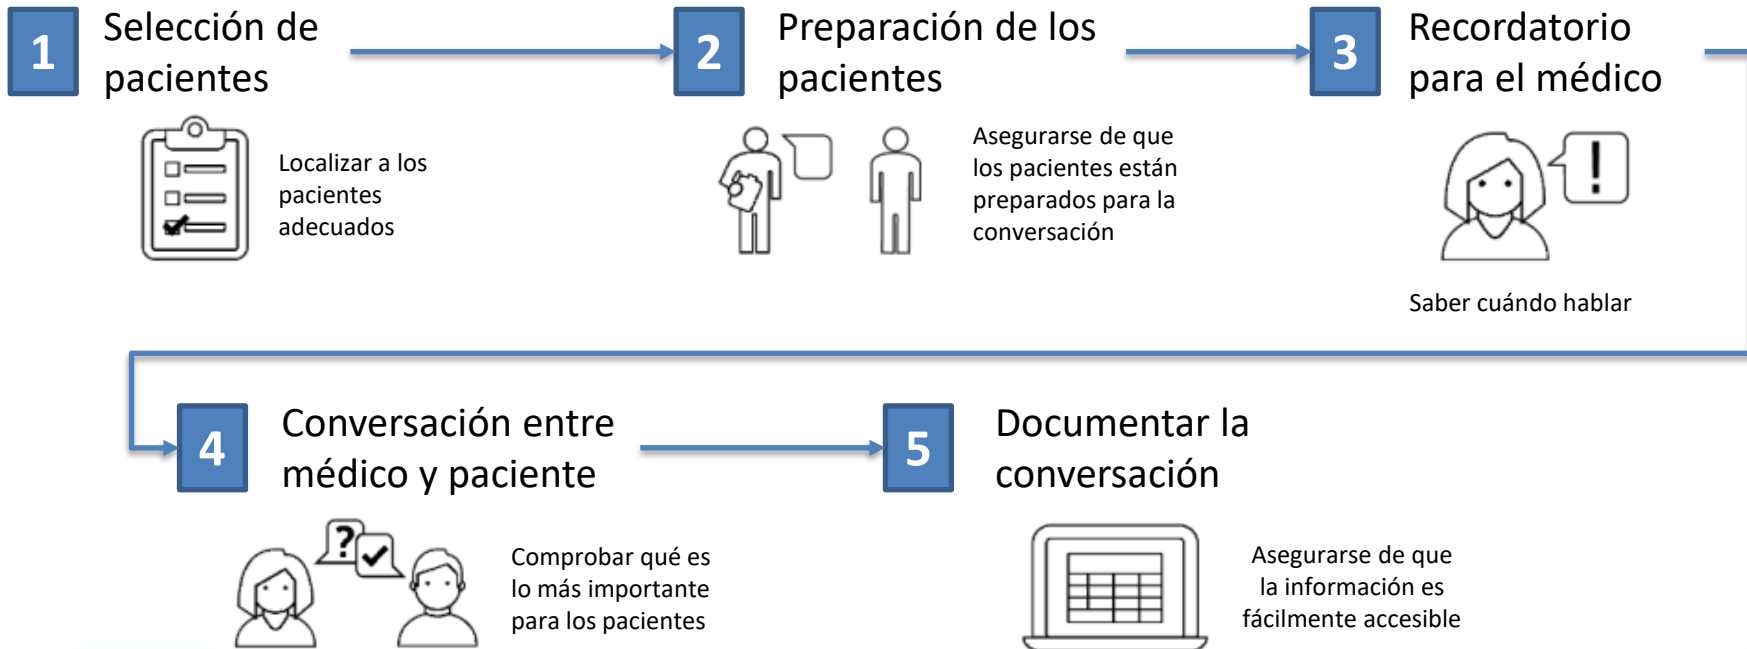 1
Selección de
pacientes
Localizar a los
pacientes
adecuados
2
Preparación de los
pacientes
Asegurarse de que
los pacientes están
preparados para la
conversación
3
Recordatorio
para el médico
!
Saber cuándo hablar
4
Conversación entre
médico y paciente
?
Comprobar qué es
lo más importante
para los pacientes
5
Documentar la
conversación
Asegurarse de que
la información es
fácilmente accesible